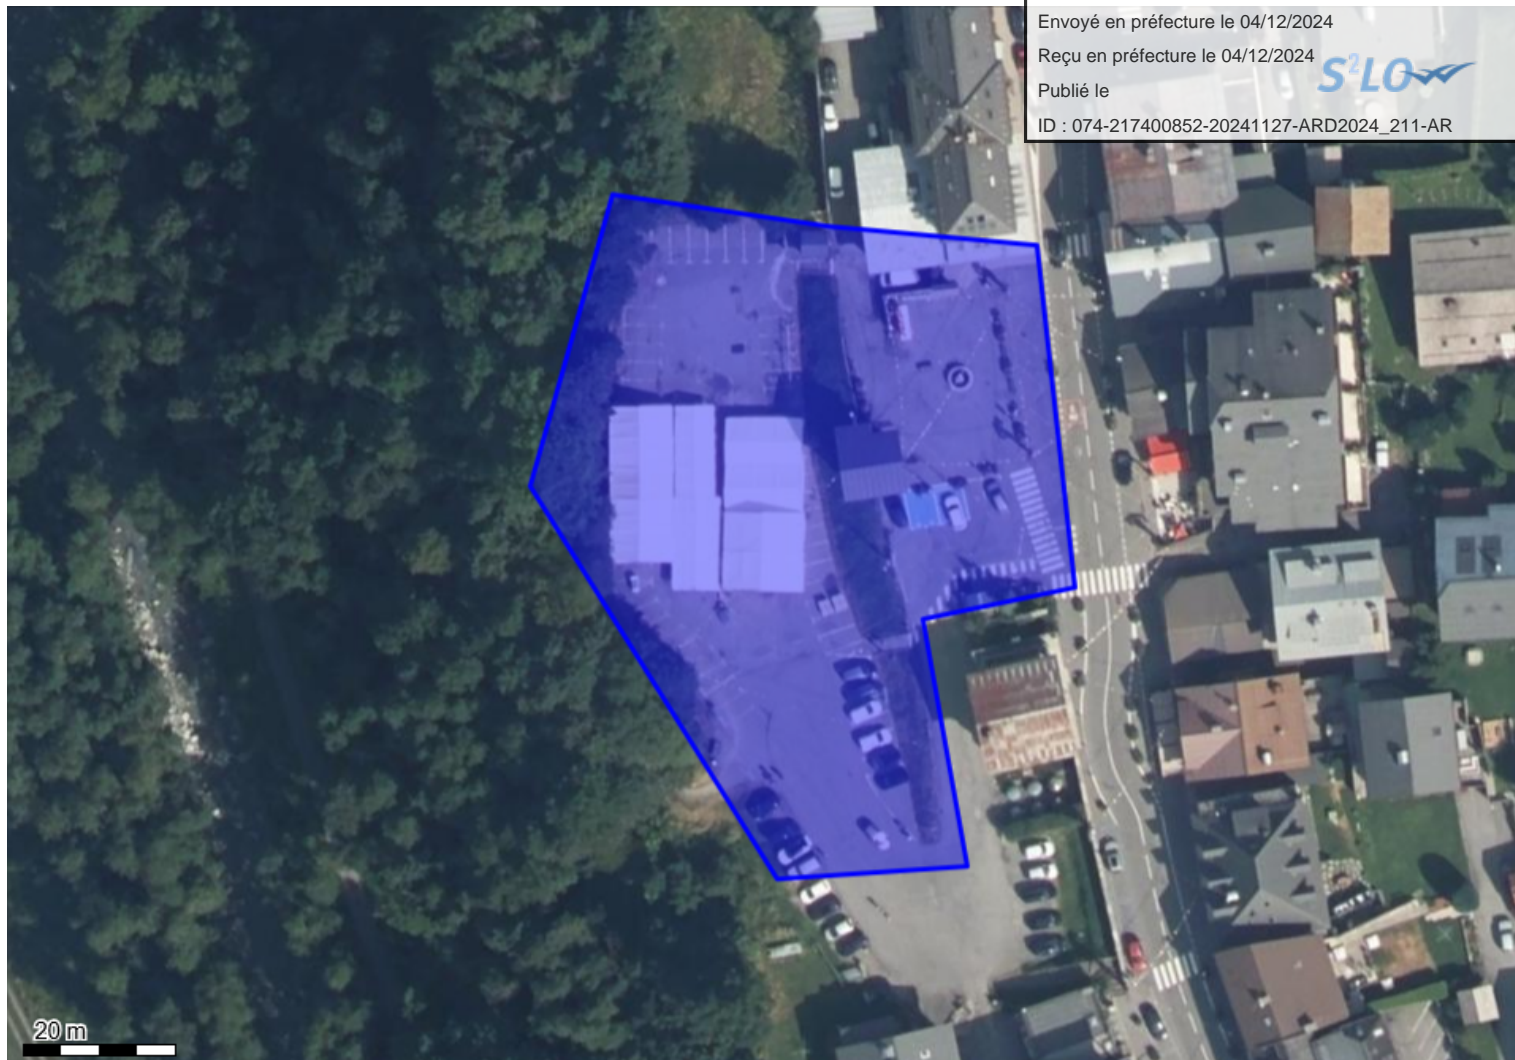 Envoyé en préfecture le 04/12/2024
Reçu en préfecture le 04/12/2024
S²LO
Publié le
ID : 074-217400852-20241127-ARD2024_211-AR
20 m